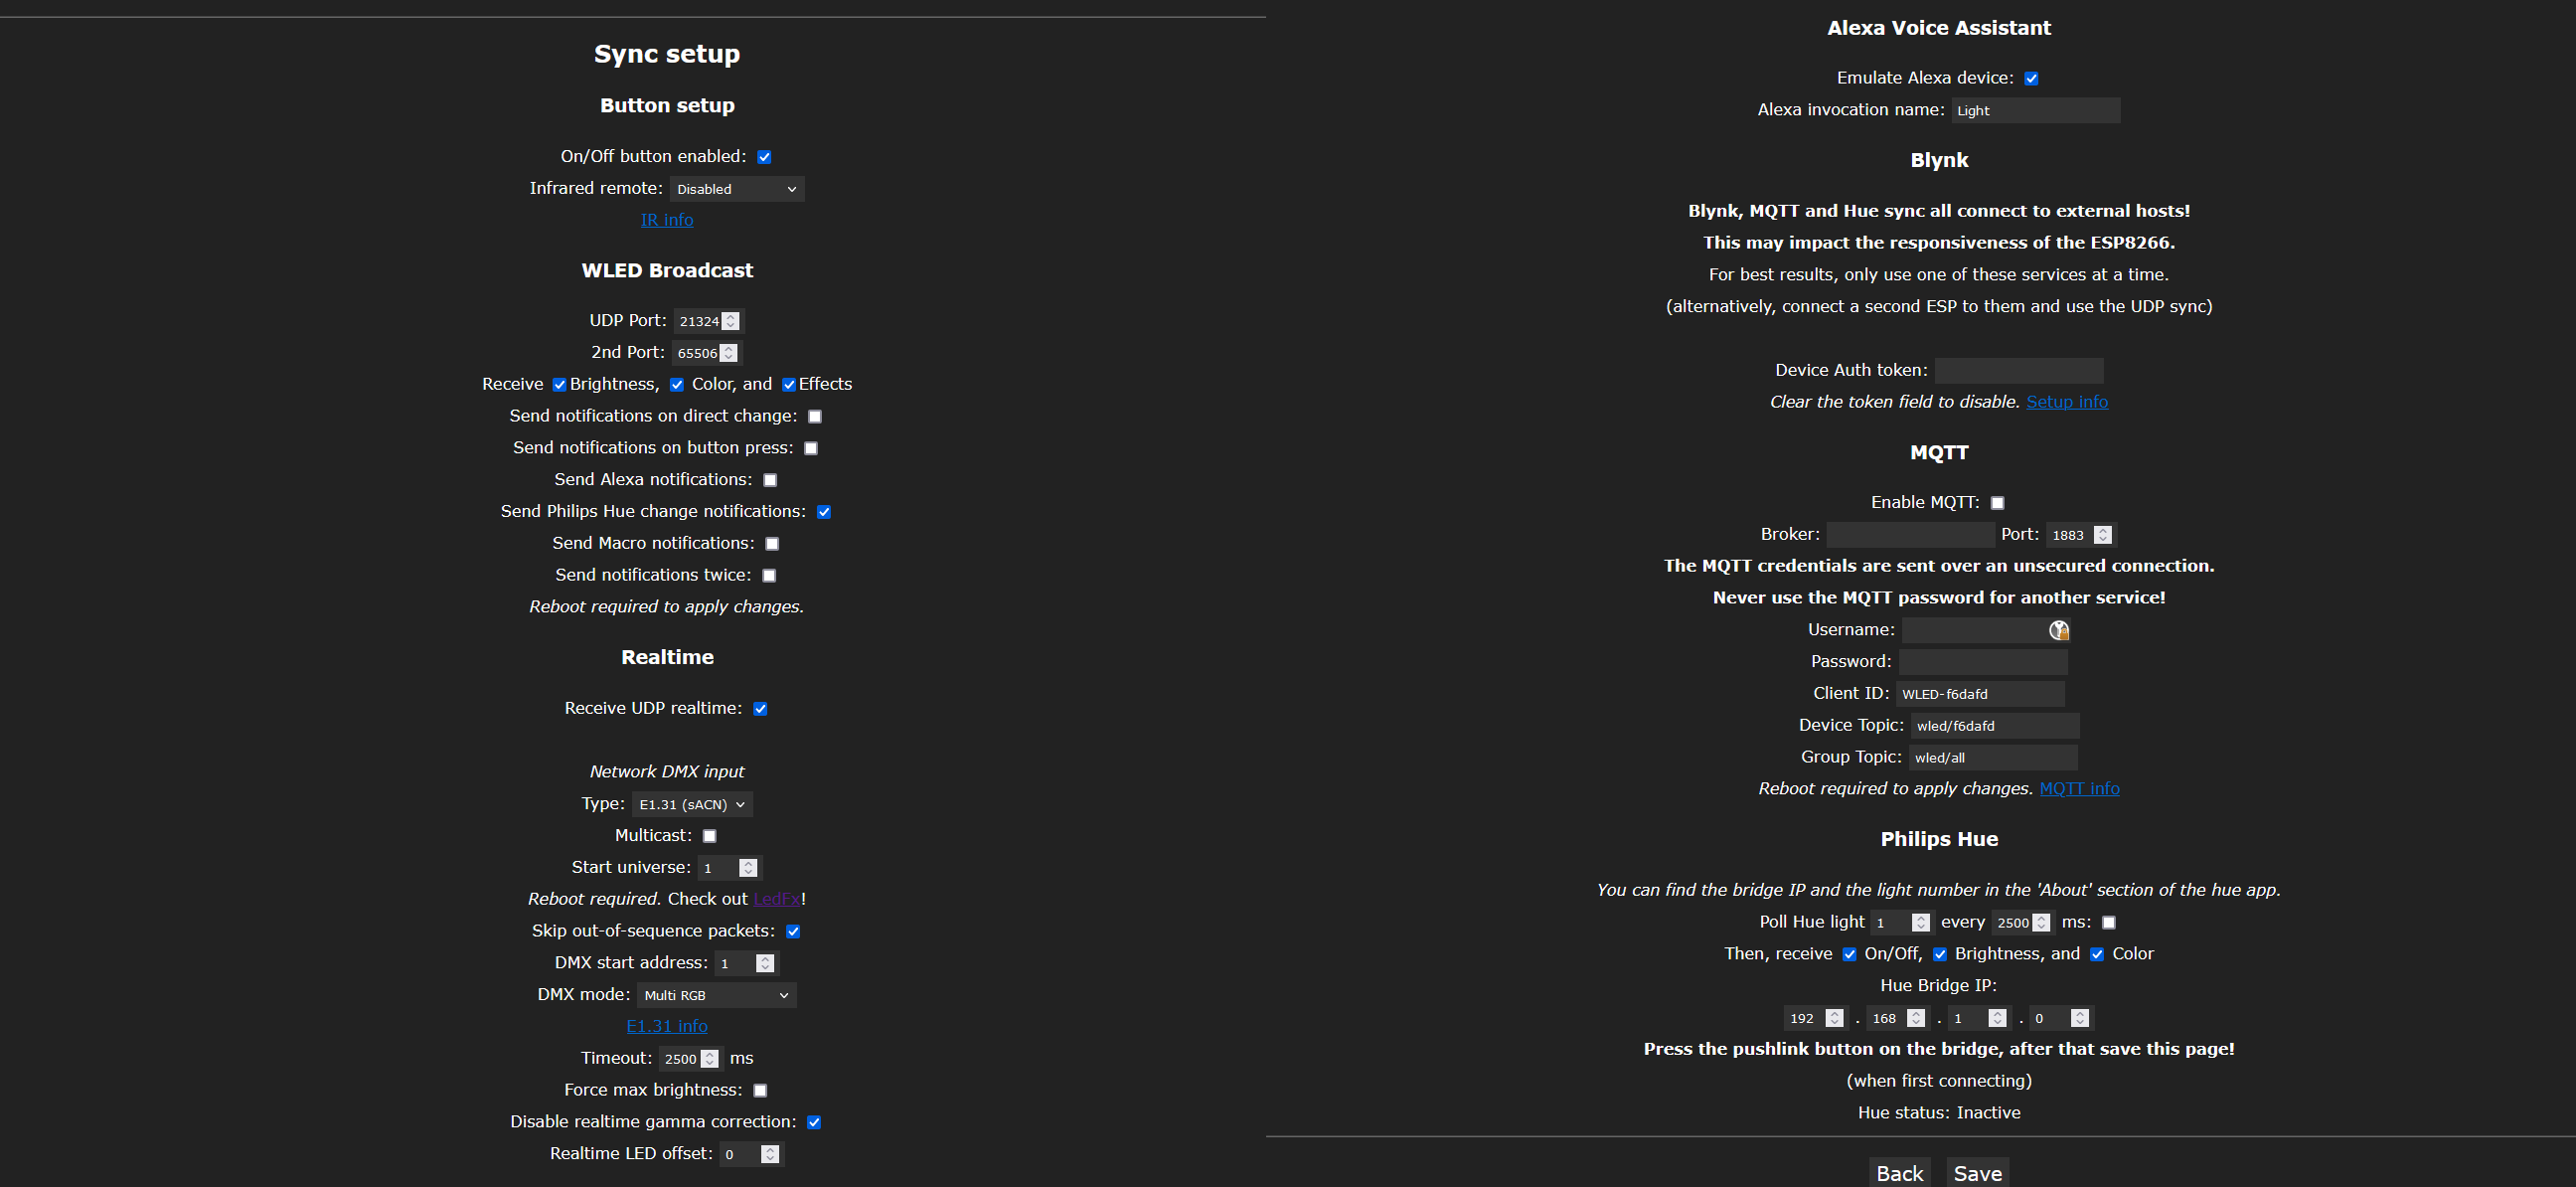 Sync setup
Button setup
On/Off button enabled:
Infrared remote: Disabled
IR info
WLED Broadcast
UDP Port: 21324
2nd Port: 65506
Receive Brightness, Color, and Effects
Send notifications on direct change:
Send notifications on button press:
Send Alexa notifications:
Send Philips Hue change notifications:
Send Macro notifications:
Send notifications twice:
Reboot required to apply changes.
Realtime
Receive UDP realtime:
Network DMX input
Type: E1.31 (sACN)
Multicast:
Start universe: 1
Reboot required. Check out LedFx!
Skip out-of-sequence packets:
DMX start address: 1
DMX mode: Multi RGB
E1.31 info
Timeout: 2500 ms
Force max brightness:
Disable realtime gamma correction:
Realtime LED offset: 0
Alexa Voice Assistant
Emulate Alexa device:
Alexa invocation name: Light
Blynk
Blynk, MQTT and Hue sync all connect to external hosts!
This may impact the responsiveness of the ESP8266.
For best results, only use one of these services at a time.
(alternatively, connect a second ESP to them and use the UDP sync)
Device Auth token:
Clear the token field to disable. Setup info
MQTT
Enable MQTT:
Broker: Port: 1883
The MQTT credentials are sent over an unsecured connection.
Never use the MQTT password for another service!
Username:
Password:
Client ID: WLED-f6dafd
Device Topic: wled/f6dafd
Group Topic: wled/all
Reboot required to apply changes. MQTT info
Philips Hue
You can find the bridge IP and the light number in the 'About' section of the hue app.
Poll Hue light 1 every 2500 ms:
Then, receive On/Off, Brightness, and Color
Hue Bridge IP:
192 . 168 . 1 . 0
Press the pushlink button on the bridge, after that save this page!
(when first connecting)
Hue status: Inactive
Back Save